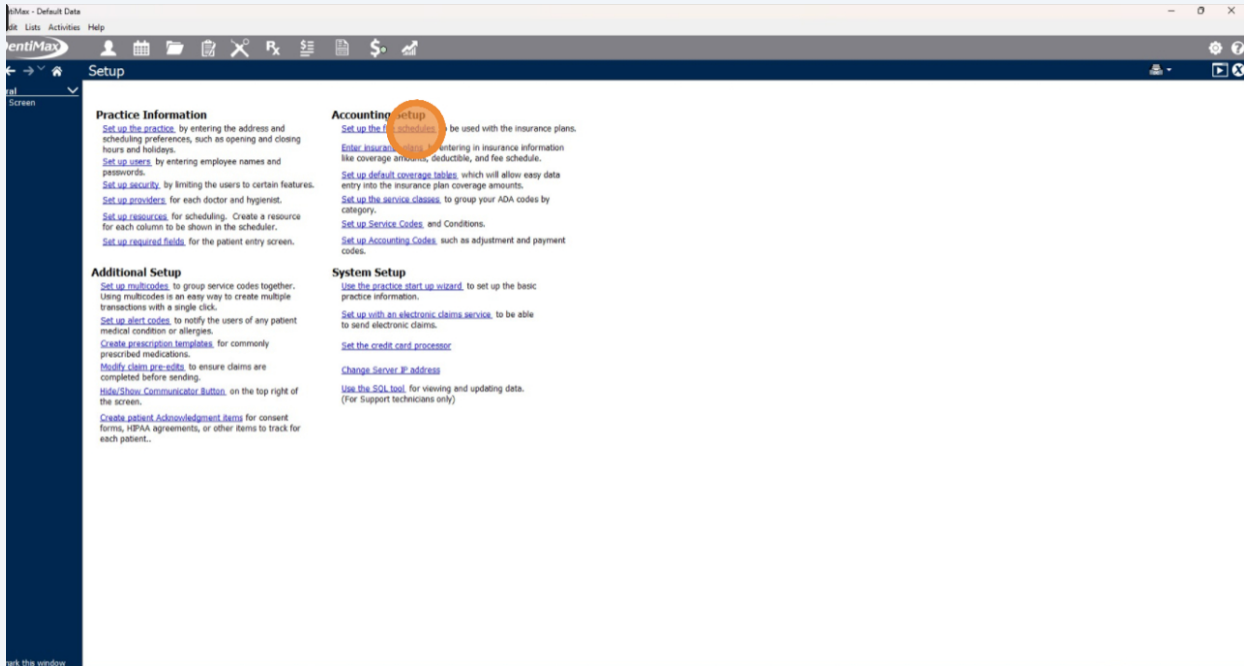 ntiMax - Default Data
dit Lists Activities Help
DentiMax
Setup
ral
Screen
Practice Information
Set up the practice by entering the address and
scheduling preferences, such as opening and closing
hours and holidays.
Set up users by entering employee names and
passwords.
Set up security by limiting the users to certain features.
Set up providers for each doctor and hygienist.
Set up resources for scheduling. Create a resource
for each column to be shown in the scheduler.
Set up required fields for the patient entry screen.
Additional Setup
Set up multicodes to group service codes together.
Using multicodes is an easy way to create multiple
transactions with a single click.
Set up alert codes to notify the users of any patient
medical condition or allergies.
Create prescription templates for commonly
prescribed medications.
Modify claim pre-edits to ensure claims are
completed before sending.
Hide/Show Communicator Button on the top right of
the screen.
Create patient Acknowledgment items for consent
forms, HIPAA agreements, or other items to track for
each patient..
Accounting Setup
Set up the fee schedules to be used with the insurance plans.
Enter insurance plans by entering in insurance information
like coverage amounts, deductible, and fee schedule.
Set up default coverage tables which will allow easy data
entry into the insurance plan coverage amounts.
Set up the service classes to group your ADA codes by
category.
Set up Service Codes and Conditions.
Set up Accounting Codes such as adjustment and payment
codes.
System Setup
Use the practice start up wizard to set up the basic
practice information.
Set up with an electronic claims service to be able
to send electronic claims.
Set the credit card processor
Change Server IP address
Use the SQL tool for viewing and updating data.
(For Support technicians only)
mark this window